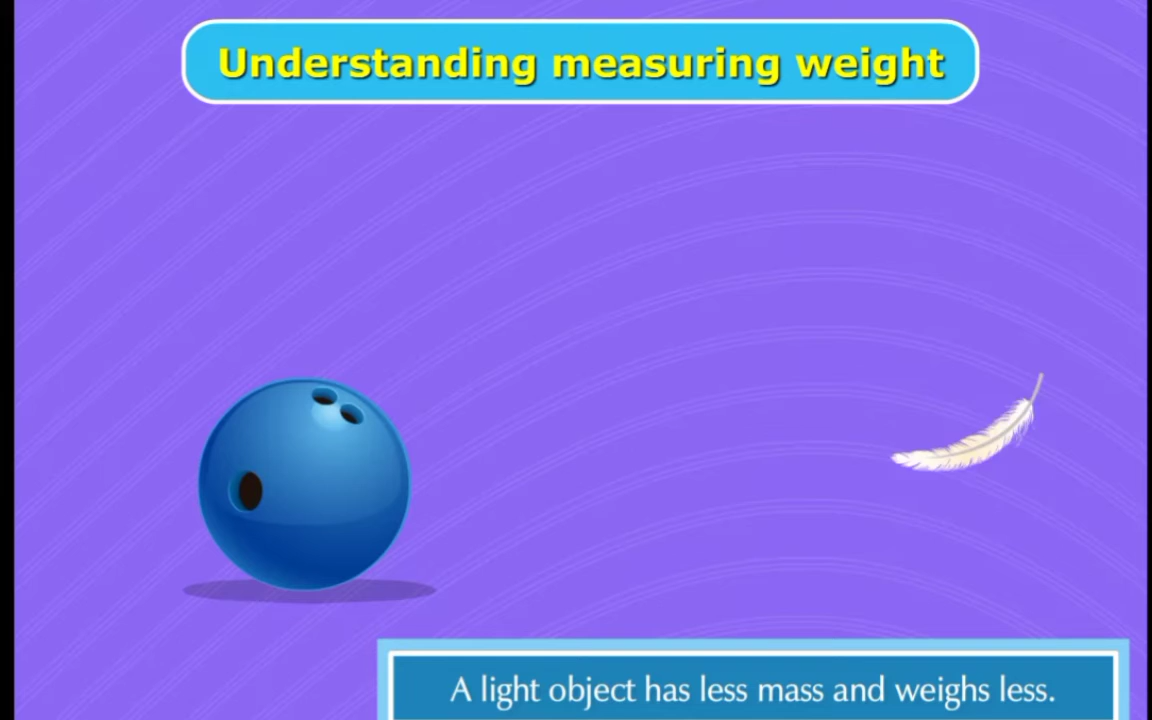 Understanding measuring weight
A light object has less mass and weighs less.